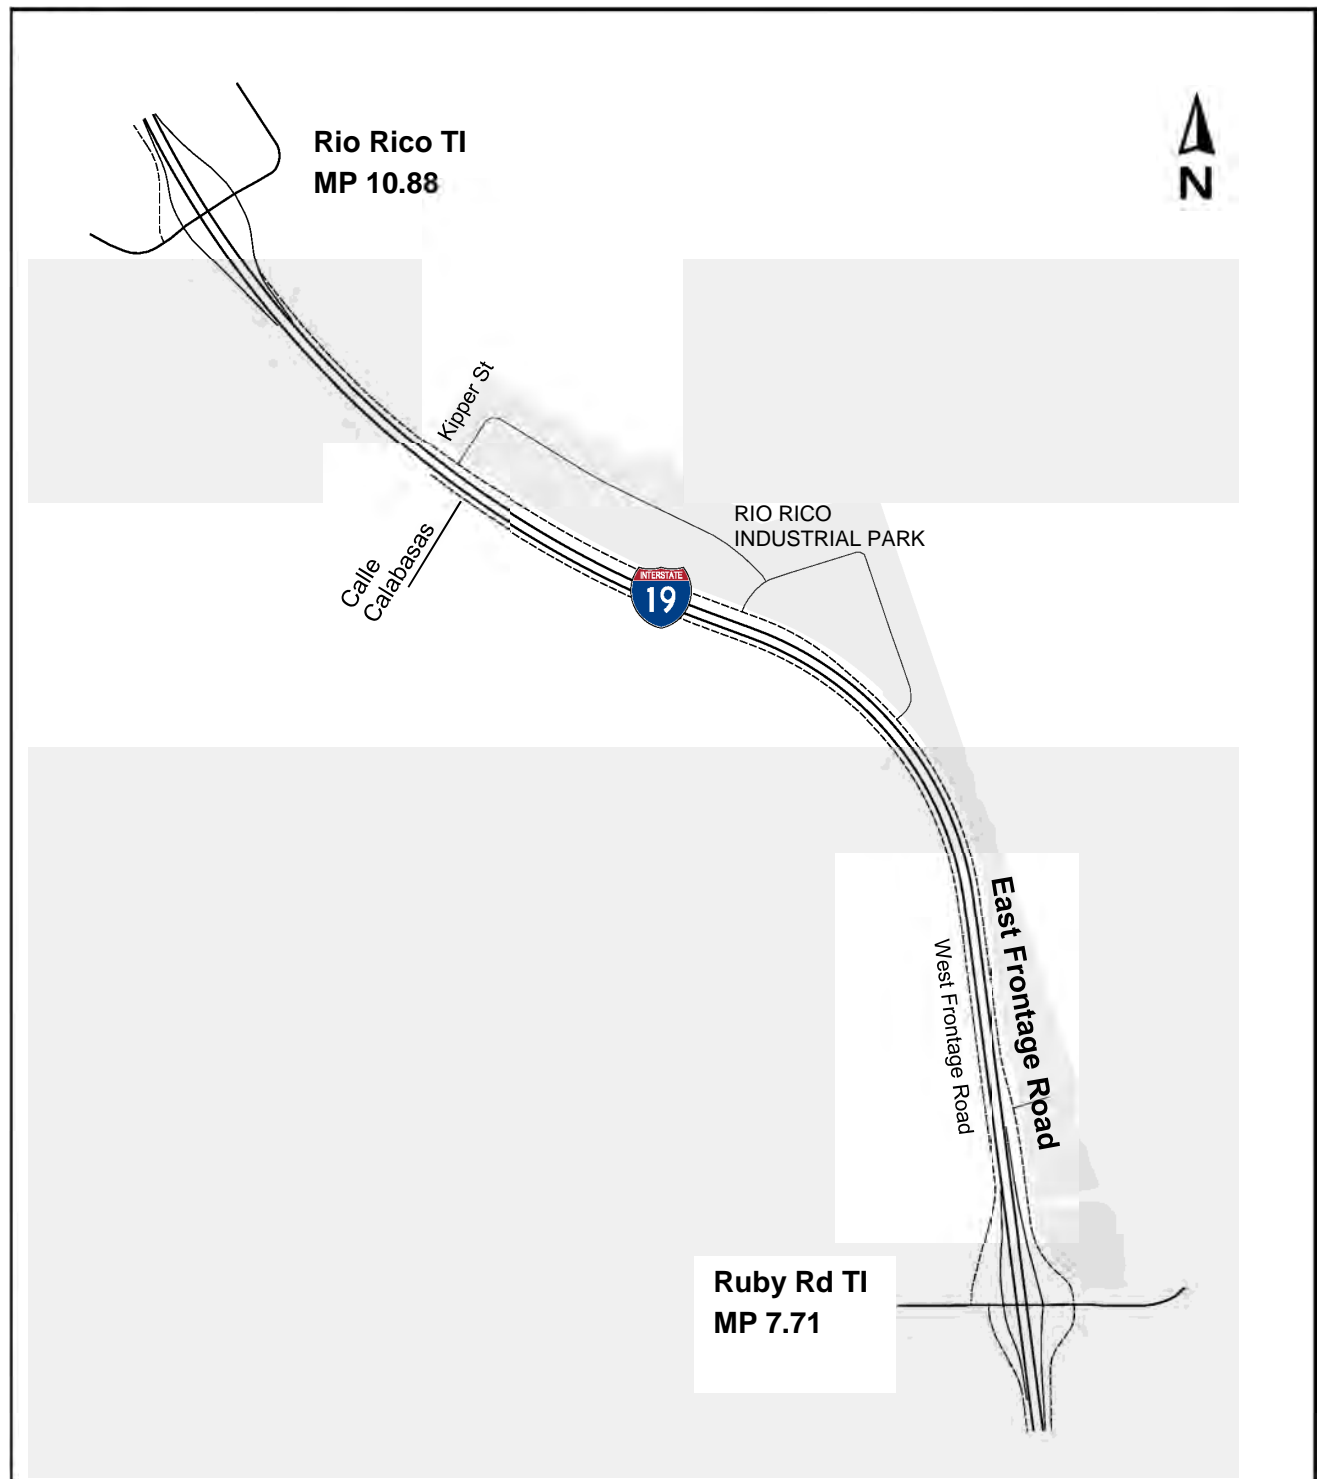 Rio Rico TI
MP 10.88
N
Kipper St
RIO RICO
INDUSTRIAL PARK
Calle
Calabasas
INTERSTATE
19
East Frontage Road
West Frontage Road
Ruby Rd TI
MP 7.71